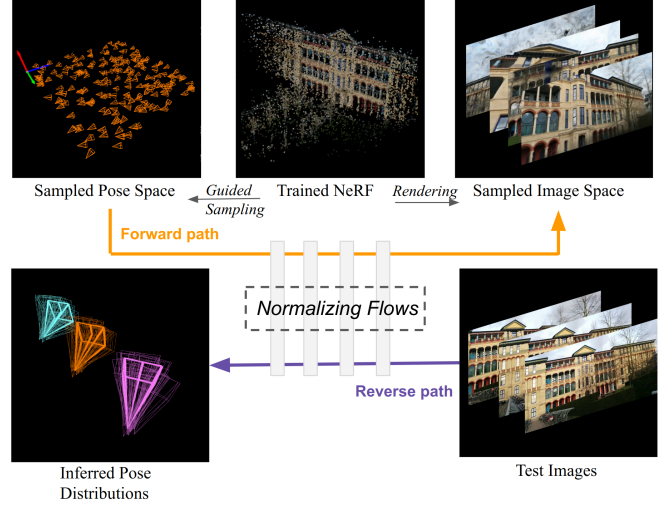 Sampled Pose Space
Guided
Sampling
Trained NeRF
Rendering
Sampled Image Space
Forward path
Normalizing Flows
Reverse path
Inferred Pose
Distributions
Test Images